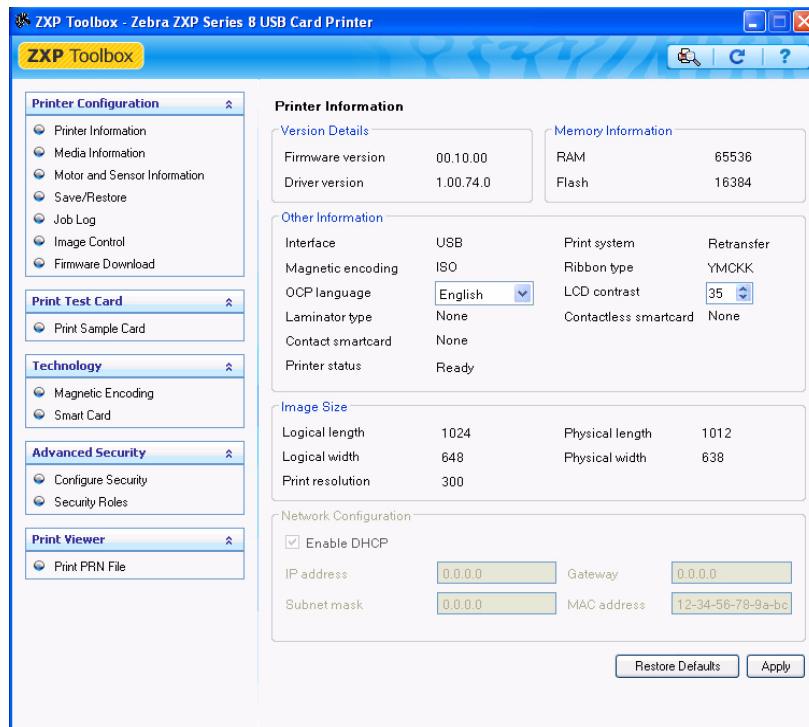 ZXP Toolbox - Zebra ZXP Series 8 USB Card Printer
ZXP Toolbox
Printer Configuration
Printer Information
Media Information
Motor and Sensor Information
Save/Restore
Job Log
Image Control
Firmware Download
Print Test Card
Print Sample Card
Technology
Magnetic Encoding
Smart Card
Advanced Security
Configure Security
Security Roles
Print Viewer
Print PRN File
Printer Information
Version Details
Firmware version 00.10.00
Driver version 1.00.74.0
Memory Information
RAM 65536
Flash 16384
Other Information
Interface USB Print system Retransfer
Magnetic encoding ISO Ribbon type YMCKK
OCP language English LCD contrast 35
Laminator type None Contactless smartcard None
Contact smartcard None
Printer status Ready
Image Size
Logical length 1024 Physical length 1012
Logical width 648 Physical width 638
Print resolution 300
Network Configuration
Enable DHCP
IP address 0.0.0.0 Gateway 0.0.0.0
Subnet mask 0.0.0.0 MAC address 12-34-56-78-9a-bc
Restore Defaults Apply